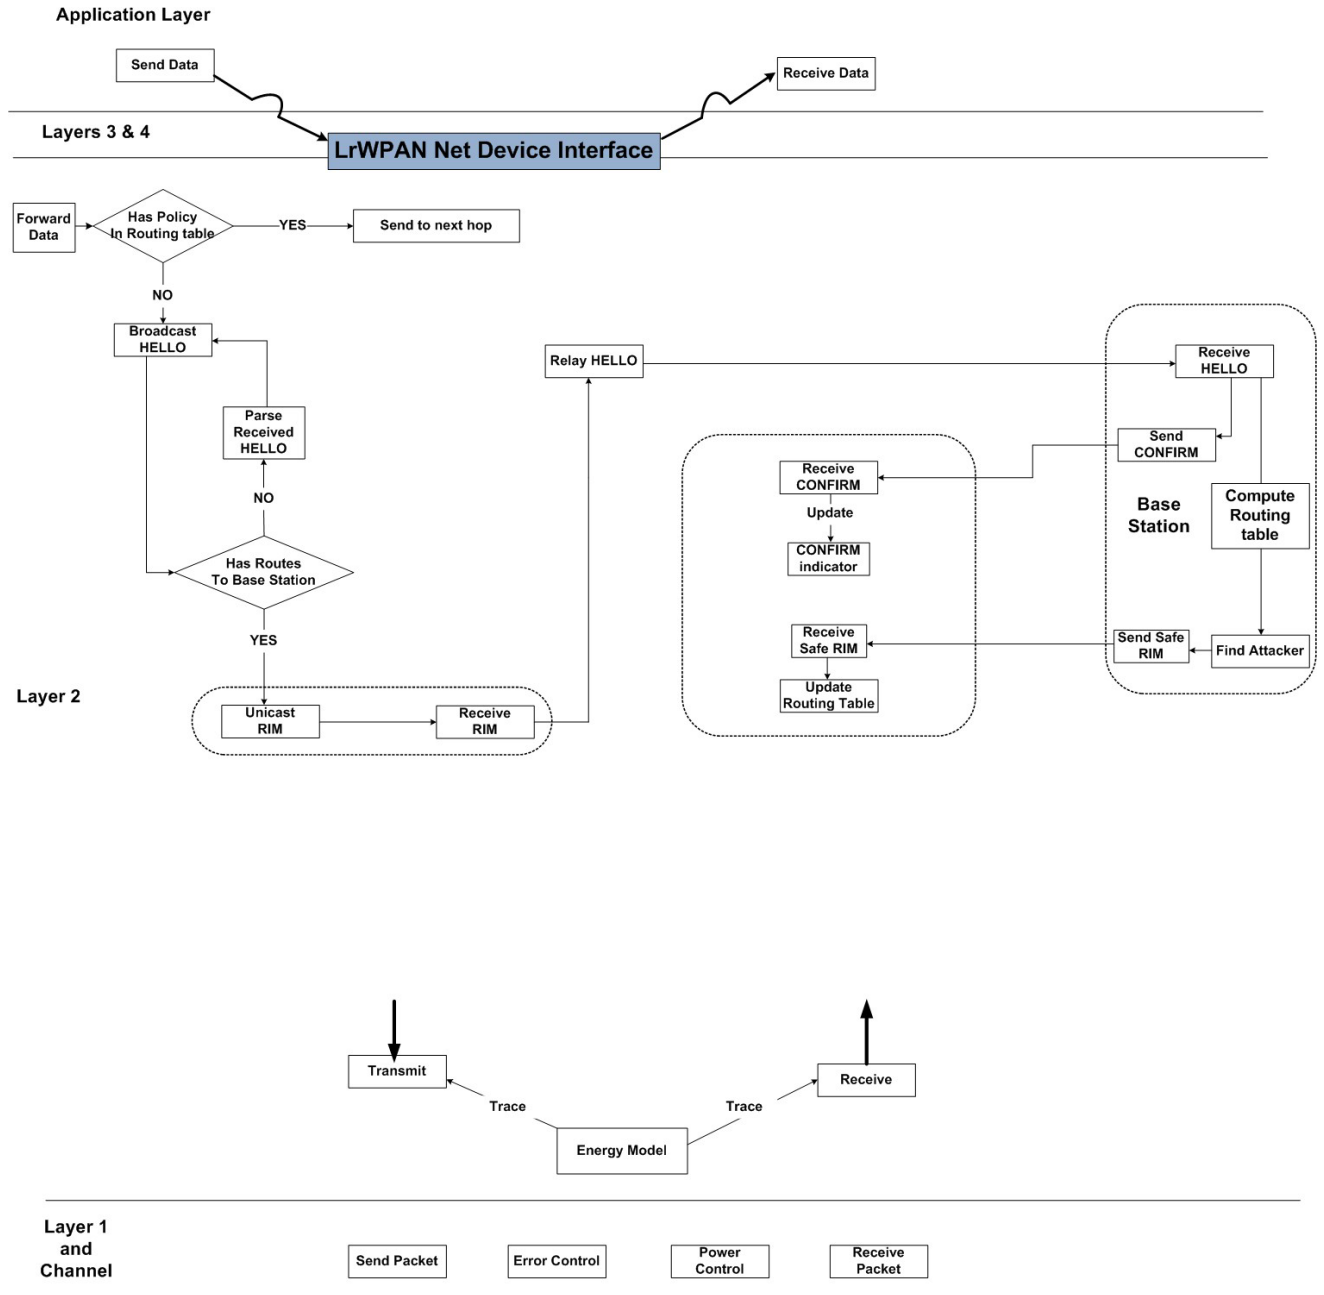 Application Layer
Send Data
Receive Data
Layers 3 & 4
LrWPAN Net Device Interface
Forward
Data
Has Policy
In Routing table
YES
Send to next hop
NO
Broadcast
HELLO
Parse
Received
HELLO
NO
Has Routes
To Base Station
YES
Unicast
RIM
Receive
RIM
Relay HELLO
Receive
HELLO
Send
CONFIRM
Base
Station
Compute
Routing
table
Receive
CONFIRM
Update
CONFIRM
indicator
Receive
Safe RIM
Update
Routing Table
Send Safe
RIM
Find Attacker
Layer 2
Transmit
Receive
Trace
Trace
Energy Model
Layer 1
and
Channel
Send Packet
Error Control
Power
Control
Receive
Packet